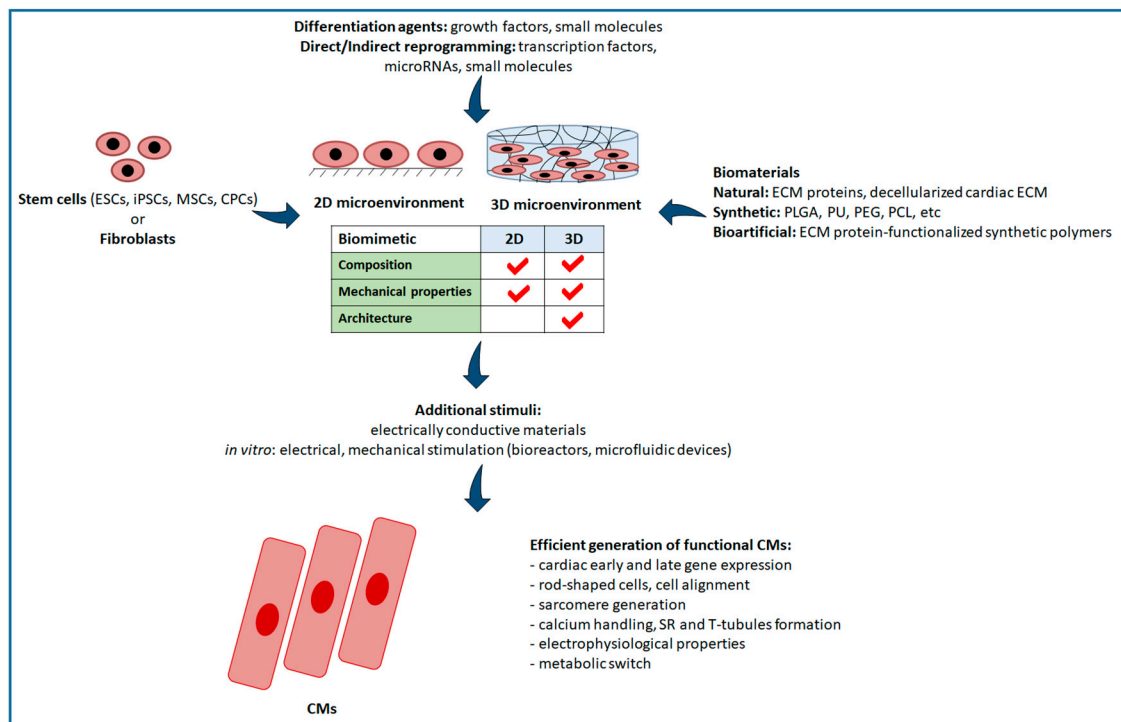 Differentiation agents: growth factors, small molecules
Direct/Indirect reprogramming: transcription factors,
microRNAs, small molecules
Stem cells (ESCs, iPSCs, MSCs, CPCs)
or
Fibroblasts
2D microenvironment
3D microenvironment
Biomaterials
Natural: ECM proteins, decellularized cardiac ECM
Synthetic: PLGA, PU, PEG, PCL, etc
Bioartificial: ECM protein-functionalized synthetic polymers
Biomimetic 2D 3D
Composition
Mechanical properties
Architecture
Additional stimuli:
electrically conductive materials
in vitro: electrical, mechanical stimulation (bioreactors, microfluidic devices)
Efficient generation of functional CMs:
- cardiac early and late gene expression
- rod-shaped cells, cell alignment
- sarcomere generation
- calcium handling, SR and T-tubules formation
- electrophysiological properties
- metabolic switch
CMs